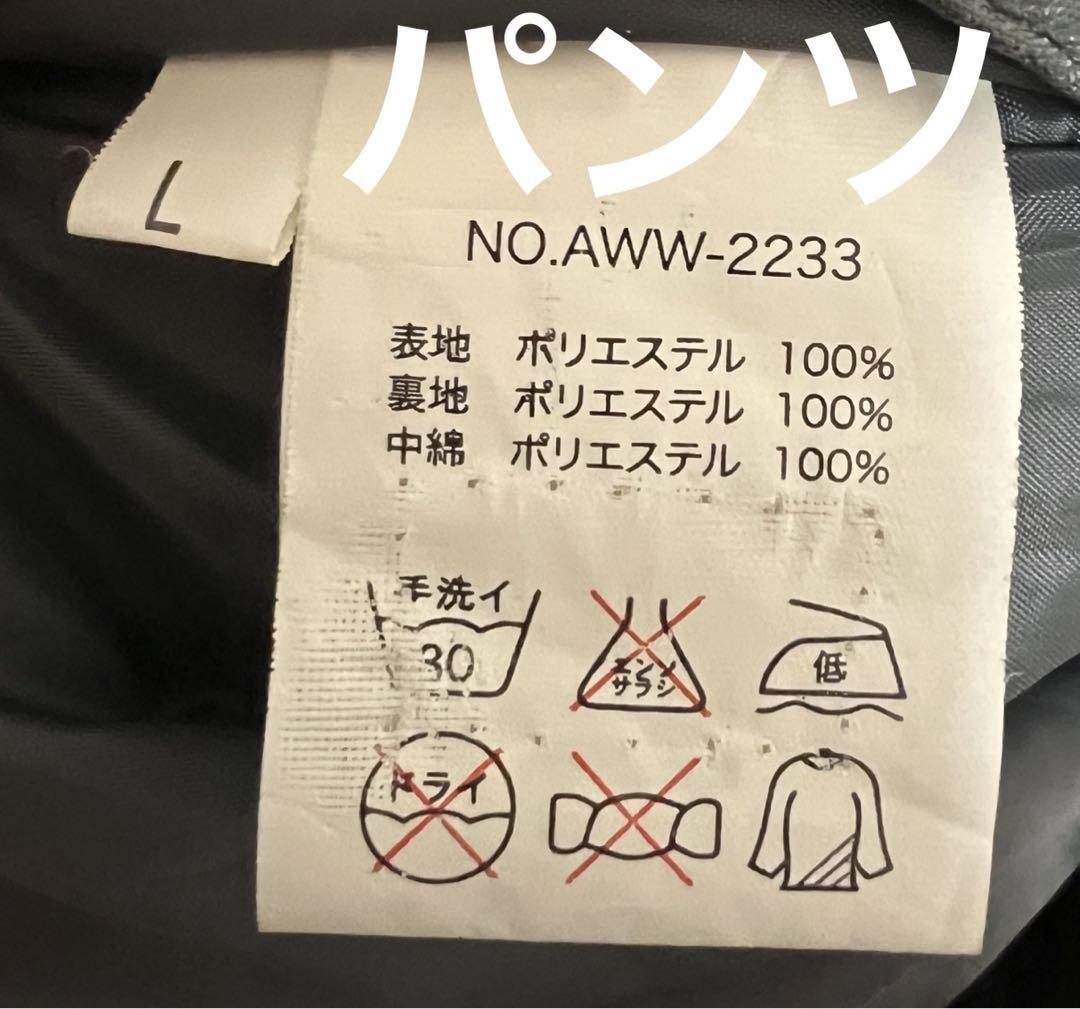 パンツ
L
NO.AWW-2233
表地 ポリエステル 100%
裏地 ポリエステル 100%
中綿 ポリエステル 100%
手洗イ
30
エンソ
サラシ
低
ドライ